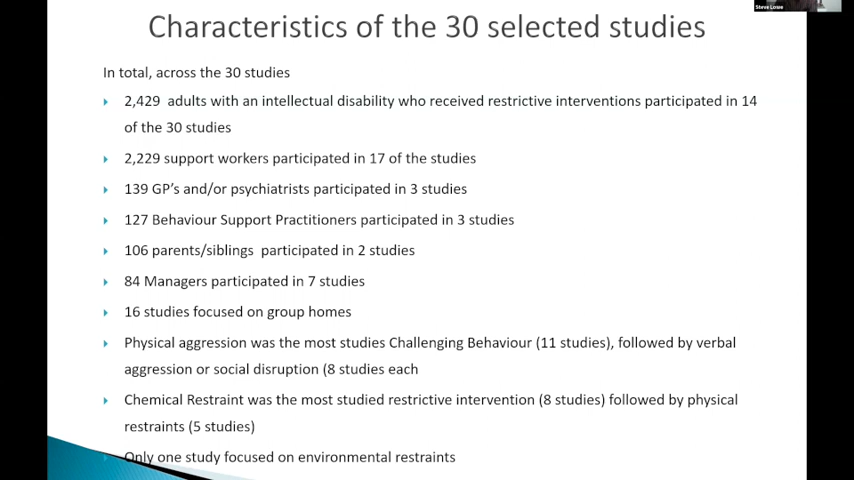 Steve Lowe
Characteristics of the 30 selected studies
In total, across the 30 studies
2,429 adults with an intellectual disability who received restrictive interventions participated in 14
of the 30 studies
2,229 support workers participated in 17 of the studies
139 GP's and/or psychiatrists participated in 3 studies
127 Behaviour Support Practitioners participated in 3 studies
106 parents/siblings participated in 2 studies
84 Managers participated in 7 studies
16 studies focused on group homes
Physical aggression was the most studies Challenging Behaviour (11 studies), followed by verbal
aggression or social disruption (8 studies each
Chemical Restraint was the most studied restrictive intervention (8 studies) followed by physical
restraints (5 studies)
Only one study focused on environmental restraints